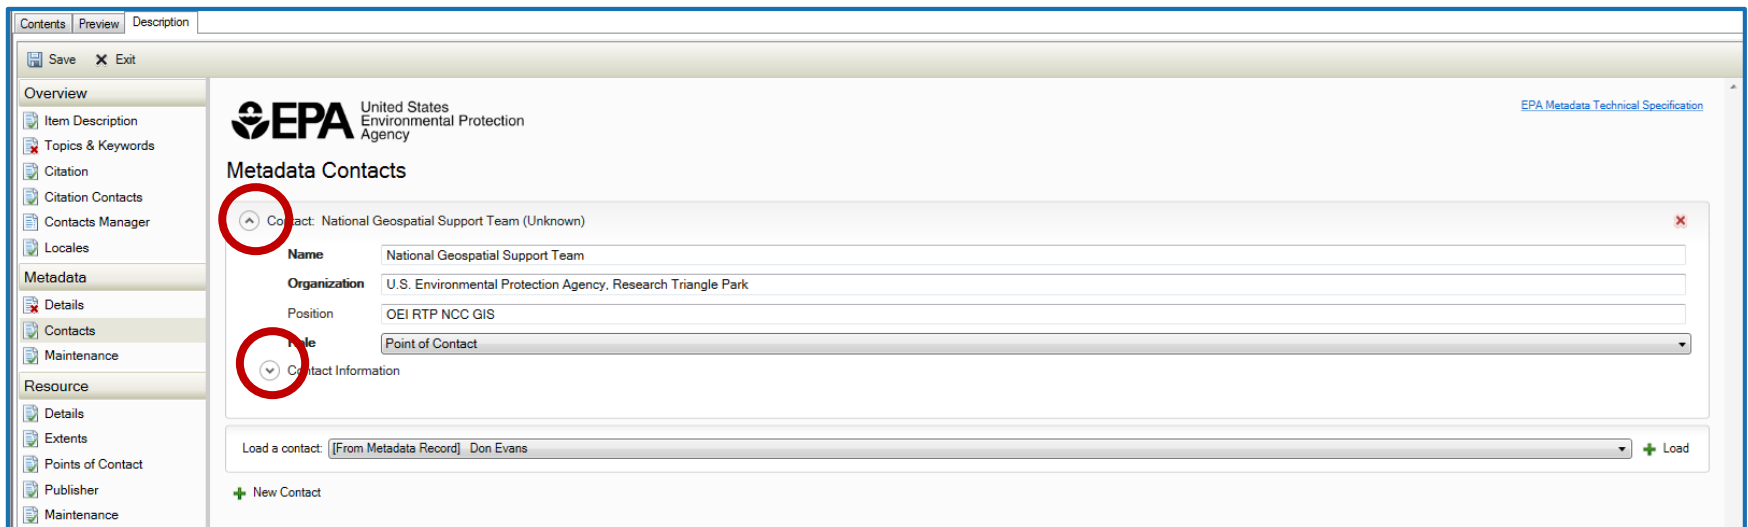 Contents Preview Description
Save Exit
Overview
Item Description
Topics & Keywords
Citation
Citation Contacts
Contacts Manager
Locales
Metadata
Details
Contacts
Maintenance
Resource
Details
Extents
Points of Contact
Publisher
Maintenance
EPA United States
Environmental Protection
Agency
EPA Metadata Technical Specification
Metadata Contacts
Contact: National Geospatial Support Team (Unknown)
Name National Geospatial Support Team
Organization U.S. Environmental Protection Agency, Research Triangle Park
Position OEI RTP NCC GIS
Role Point of Contact
Contact Information
Load a contact: [From Metadata Record] Don Evans Load
New Contact